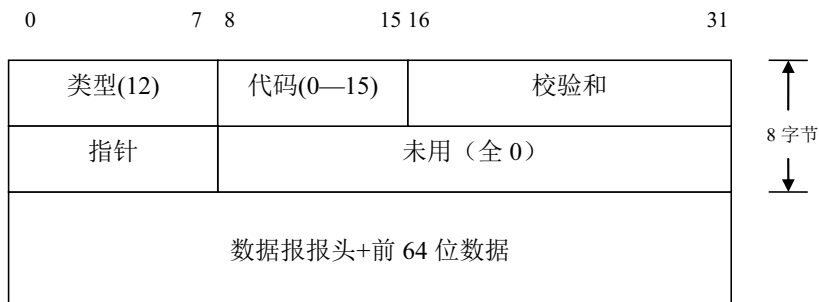 0 7 8 15 16 31
类型(12) 代码(0—15) 校验和
指针 未用（全 0） 8 字节
数据报报头+前 64 位数据